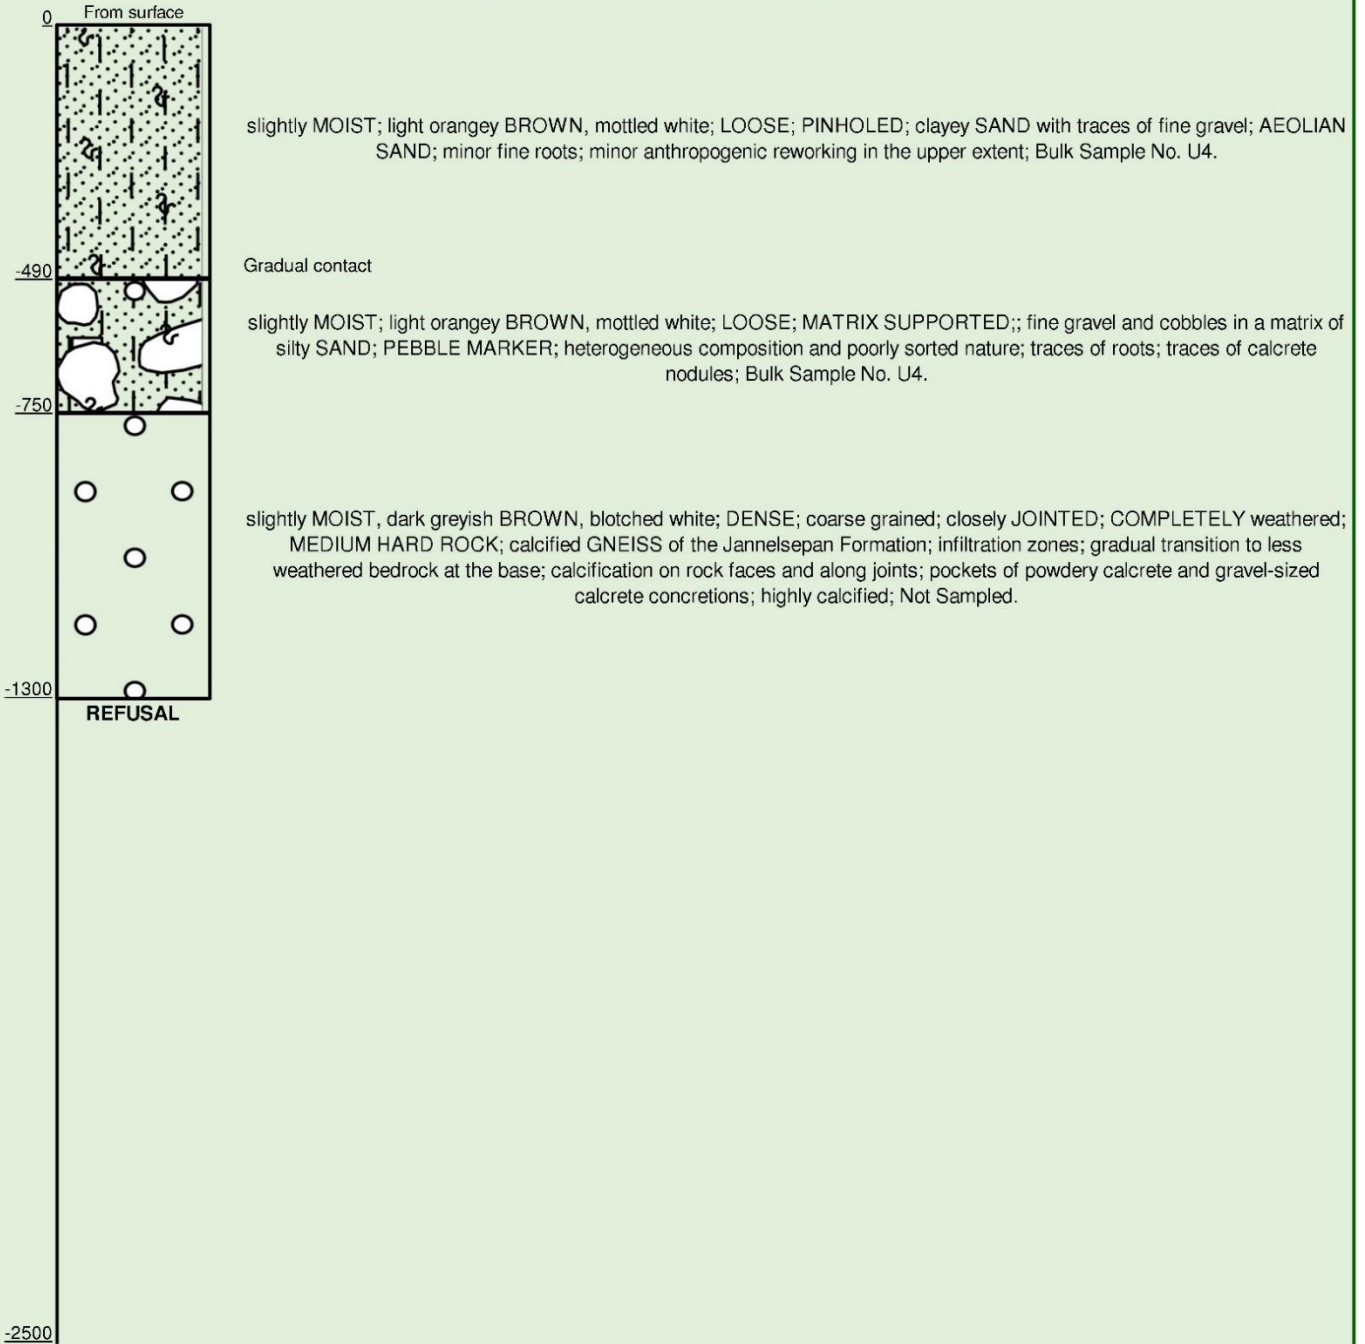 From surface
0
slightly MOIST; light orangey BROWN, mottled white; LOOSE; PINHOLED; clayey SAND with traces of fine gravel; AEOLIAN
SAND; minor fine roots; minor anthropogenic reworking in the upper extent; Bulk Sample No. U4.
-490
Gradual contact
slightly MOIST; light orangey BROWN, mottled white; LOOSE; MATRIX SUPPORTED;; fine gravel and cobbles in a matrix of
silty SAND; PEBBLE MARKER; heterogeneous composition and poorly sorted nature; traces of roots; traces of calcrete
nodules; Bulk Sample No. U4.
-750
slightly MOIST, dark greyish BROWN, blotched white; DENSE; coarse grained; closely JOINTED; COMPLETELY weathered;
MEDIUM HARD ROCK; calcified GNEISS of the Jannelsepan Formation; infiltration zones; gradual transition to less
weathered bedrock at the base; calcification on rock faces and along joints; pockets of powdery calcrete and gravel-sized
calcrete concretions; highly calcified; Not Sampled.
-1300
REFUSAL
-2500